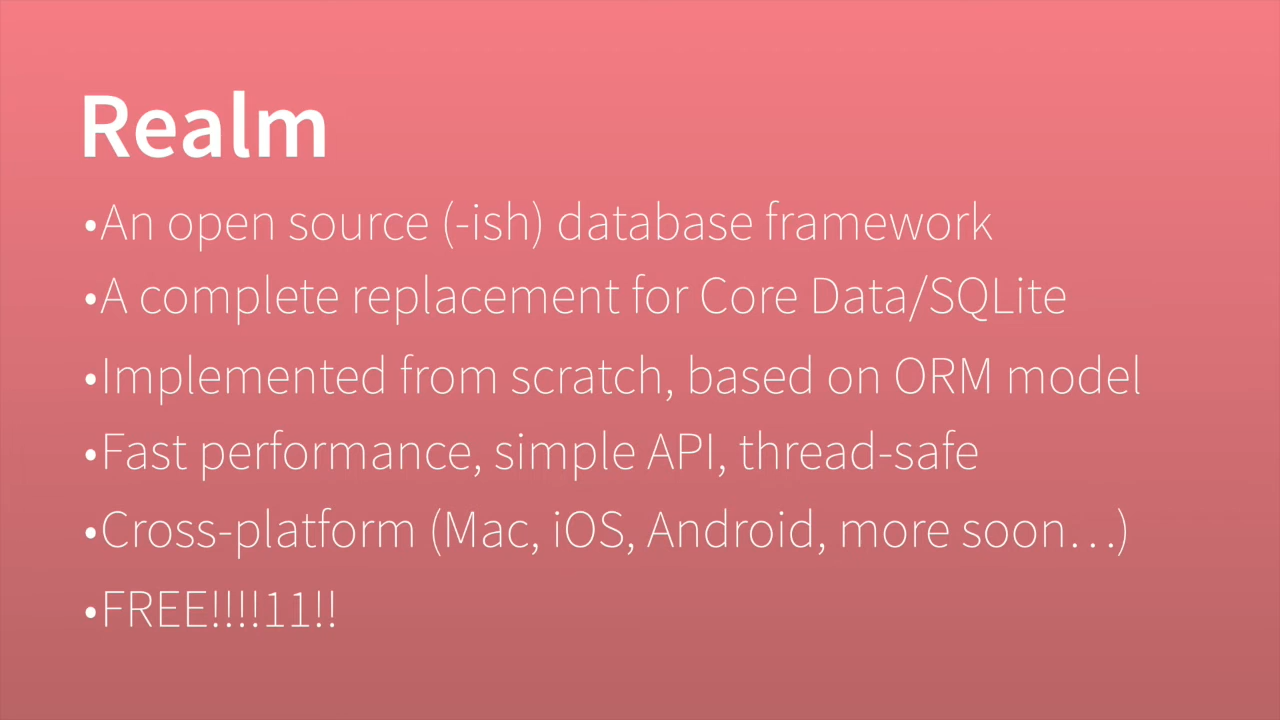 Realm
•An open source (-ish) database framework
•A complete replacement for Core Data/SQLite
•Implemented from scratch, based on ORM model
•Fast performance, simple API, thread-safe
•Cross-platform (Mac, iOS, Android, more soon…)
•FREE!!!!11!!